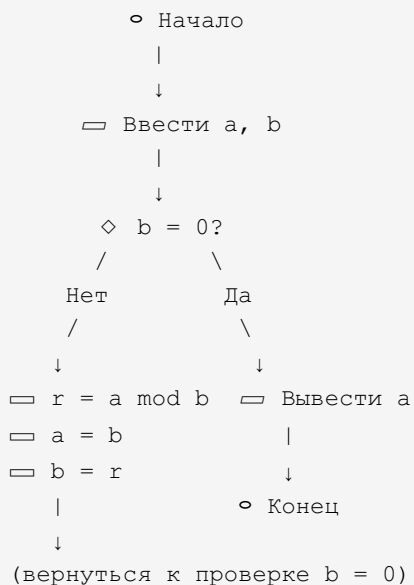 ⚬ Начало
|
↓
▱ Ввести a, b
|
↓
◇ b = 0?
/ \
Нет Да
/ \
↓ ↓
▭ r = a mod b ▱ Вывести a
▭ a = b |
▭ b = r ↓
| ⚬ Конец
↓
(вернуться к проверке b = 0)